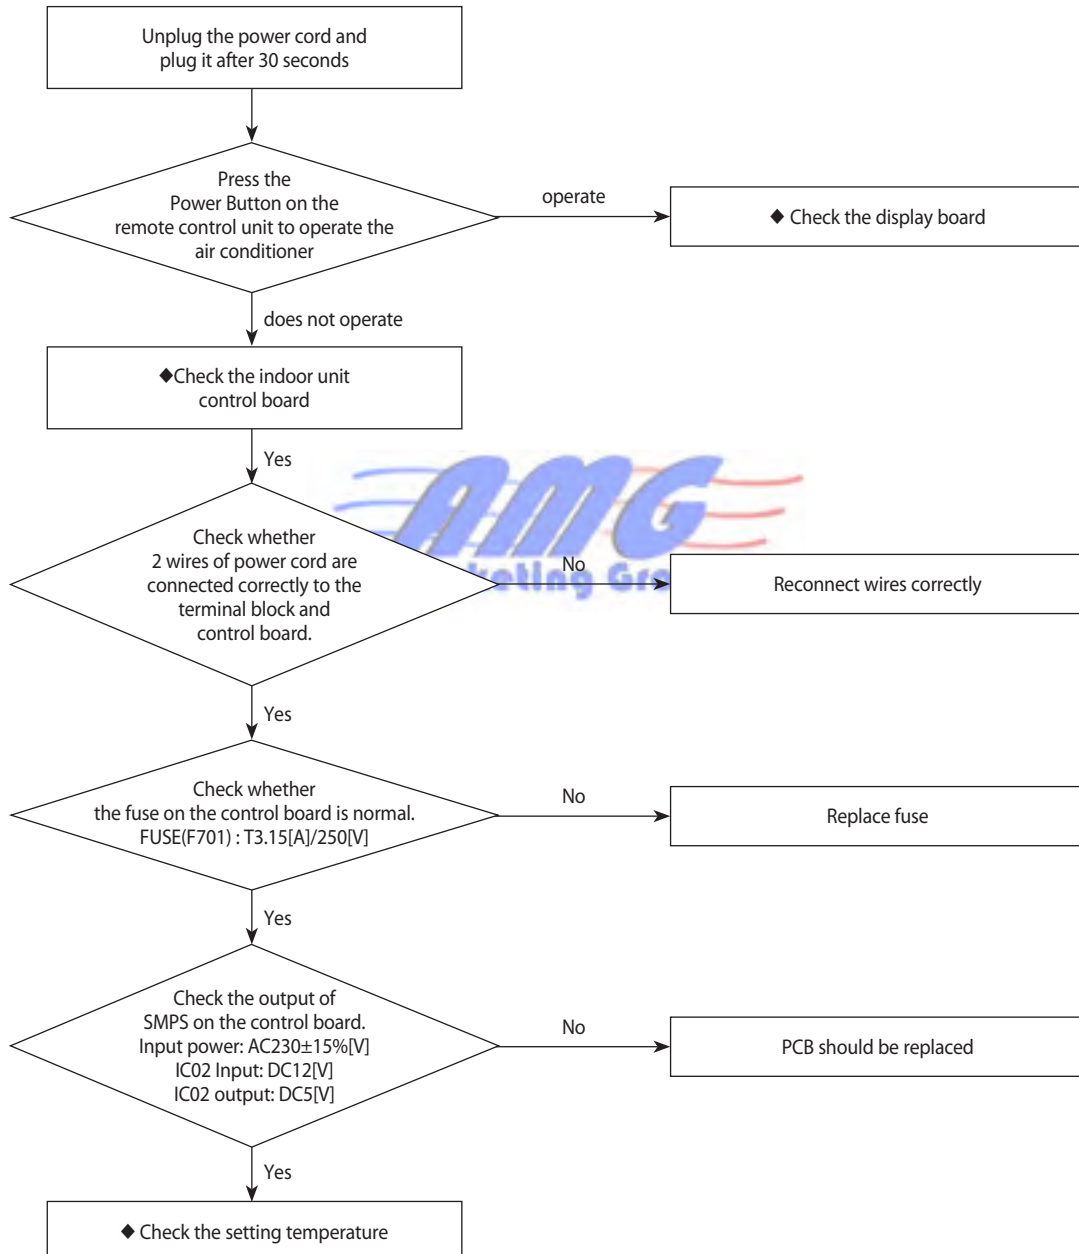 Unplug the power cord and
plug it after 30 seconds
Press the
Power Button on the
remote control unit to operate the
air conditioner
operate
◆ Check the display board
does not operate
◆Check the indoor unit
control board
Yes
AMG
keting Gro
Check whether
2 wires of power cord are
connected correctly to the
terminal block and
control board.
No
Reconnect wires correctly
Yes
Check whether
the fuse on the control board is normal.
FUSE(F701) : T3.15[A]/250[V]
No
Replace fuse
Yes
Check the output of
SMPS on the control board.
Input power: AC230±15%[V]
IC02 Input: DC12[V]
IC02 output: DC5[V]
No
PCB should be replaced
Yes
◆ Check the setting temperature